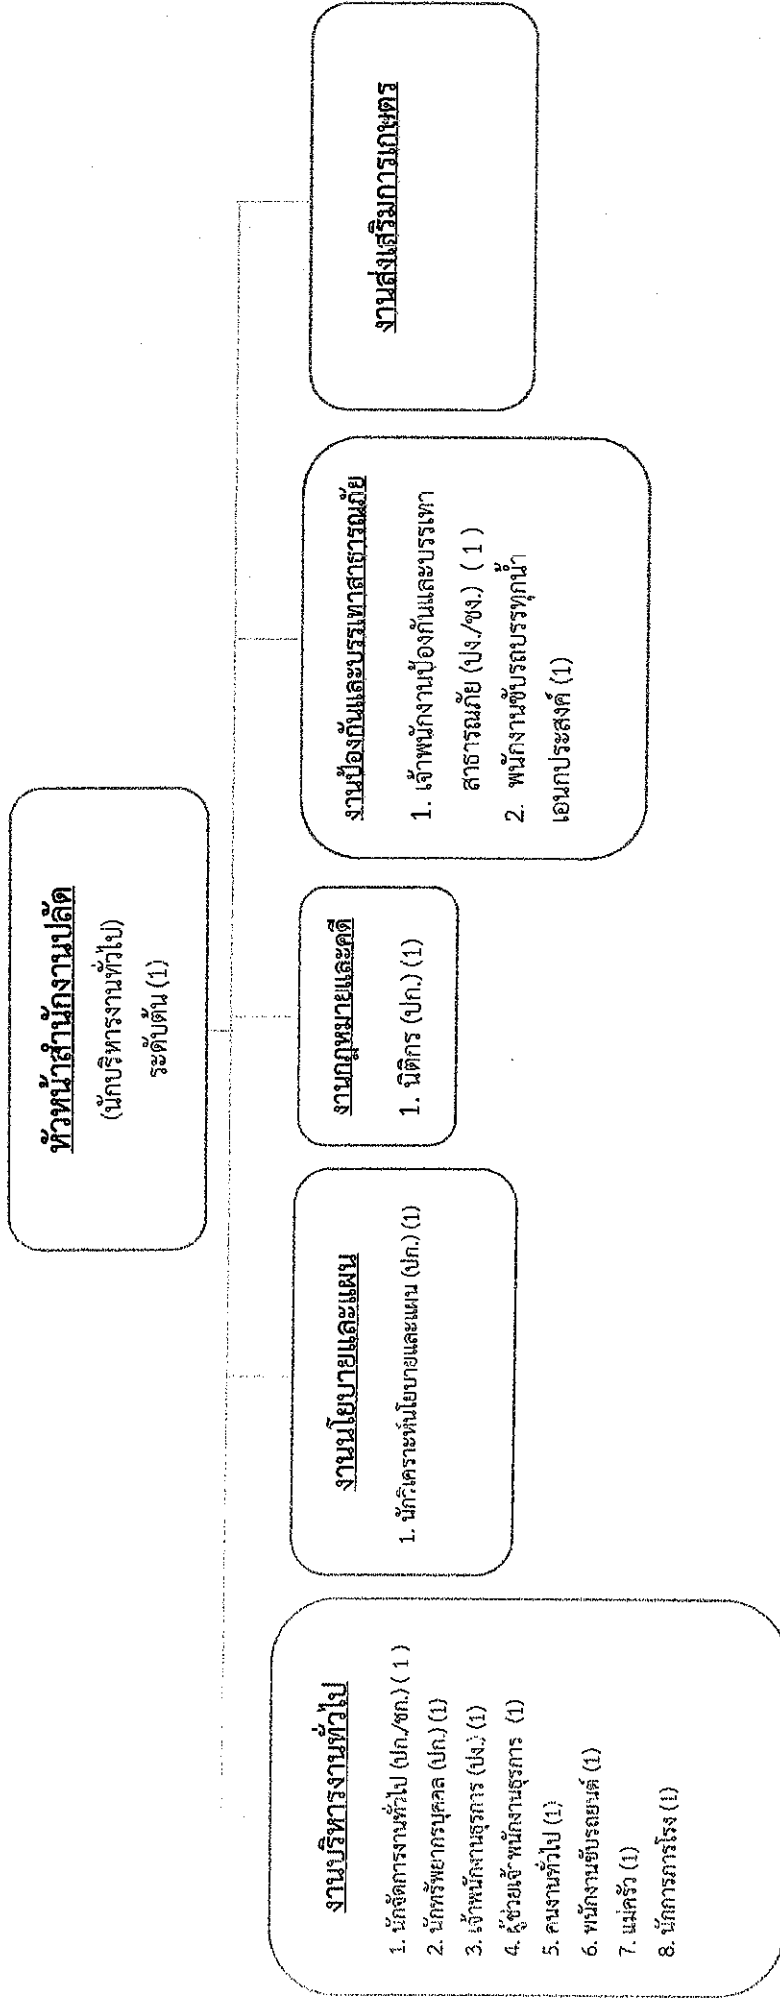 หัวหน้าสำนักงานปลัด
(นักบริหารงานทั่วไป)
ระดับต้น (1)
งานบริหารงานทั่วไป
1. นักจัดการงานทั่วไป (ปก./ชก.) ( 1 )
2. นักทรัพยากรบุคคล (ปก.) (1)
3. เจ้าพนักงานธุรการ (ปง.) (1)
4. ผู้ช่วยเจ้าพนักงานธุรการ (1)
5. คนงานทั่วไป (1)
6. พนักงานขับรถยนต์ (1)
7. แม่ครัว (1)
8. นักการภารโรง (1)
งานนโยบายและแผน
1. นักวิเคราะห์นโยบายและแผน (ปก.) (1)
งานกฎหมายและคดี
1. นิติกร (ปก.) (1)
งานป้องกันและบรรเทาสาธารณภัย
1. เจ้าพนักงานป้องกันและบรรเทา
สาธารณภัย (ปง./ชง.) ( 1 )
2. พนักงานขับรถบรรทุกน้ำ
เอนกประสงค์ (1)
งานส่งเสริมการเกษตร